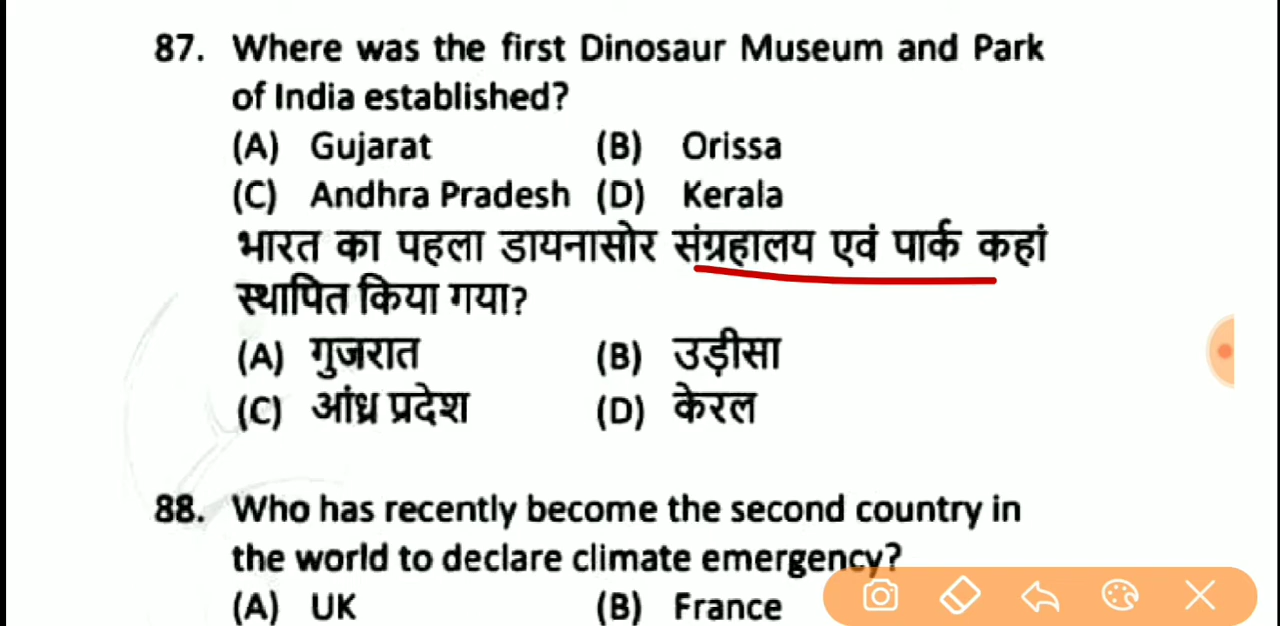 87. Where was the first Dinosaur Museum and Park
of India established?
(A) Gujarat (B) Orissa
(C) Andhra Pradesh (D) Kerala
भारत का पहला डायनासोर संग्रहालय एवं पार्क कहां
स्थापित किया गया?
(A) गुजरात (B) उड़ीसा
(C) आंध्र प्रदेश (D) केरल
88. Who has recently become the second country in
the world to declare climate emergency?
(A) UK (B) France